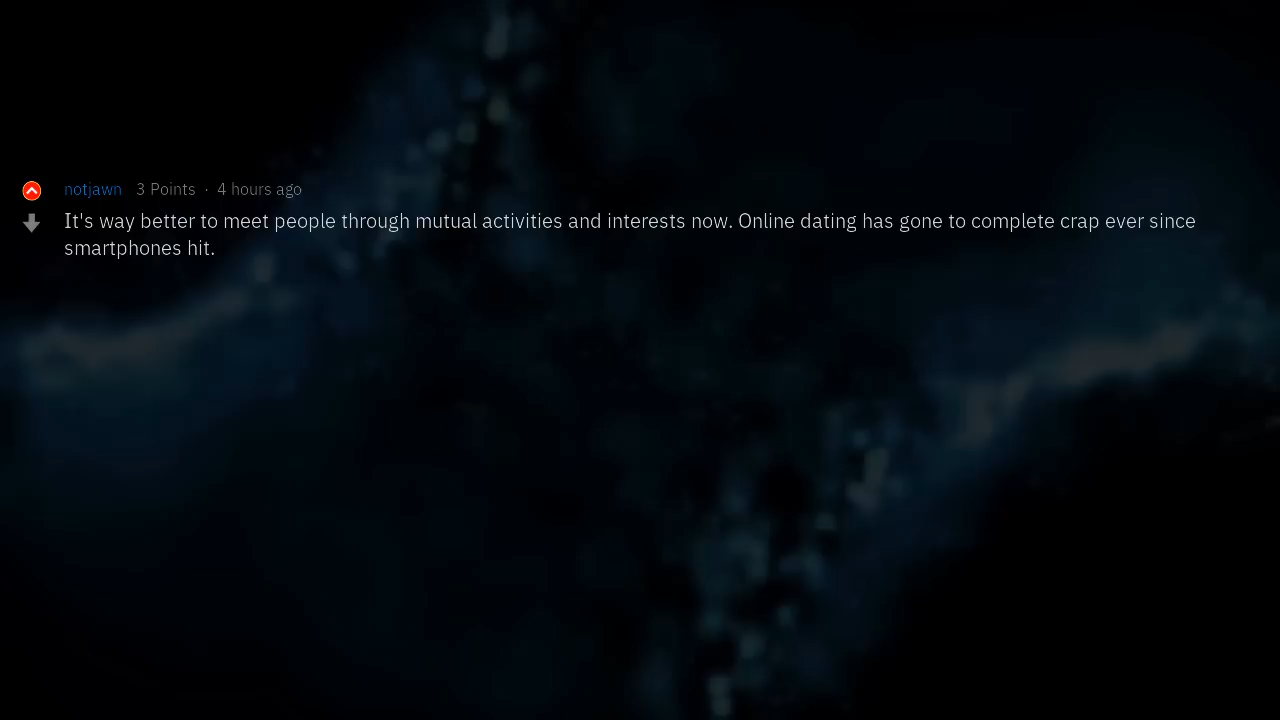 notjawn 3 Points · 4 hours ago
It's way better to meet people through mutual activities and interests now. Online dating has gone to complete crap ever since
smartphones hit.